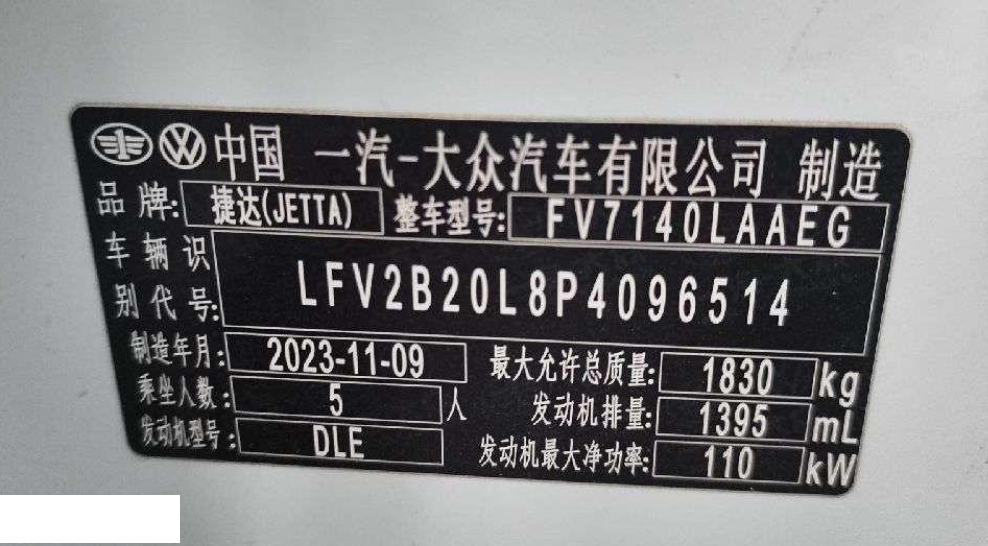 中国 一汽-大众汽车有限公司 制造
品牌: 捷达(JETTA) 整车型号: FV7140LAAEG
车辆识别代号: LFV2B20L8P4096514
制造年月: 2023-11-09 最大允许总质量: 1830 kg
乘坐人数: 5 人 发动机排量: 1395 mL
发动机型号: DLE 发动机最大净功率: 110 kW